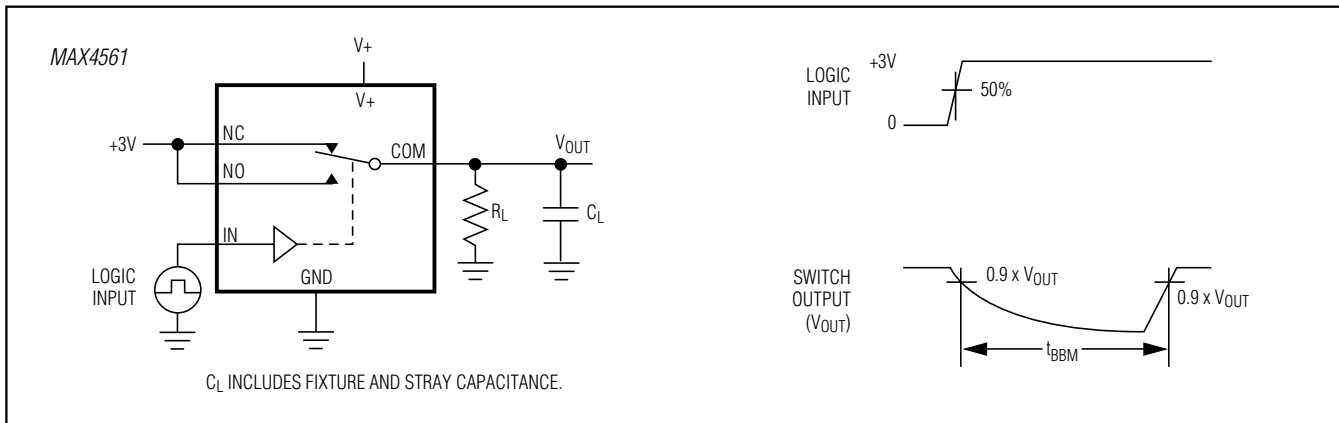 MAX4561
V+
V+
+3V
NC
NO
COM
VOUT
RL
CL
IN
LOGIC
INPUT
GND
CL INCLUDES FIXTURE AND STRAY CAPACITANCE.
LOGIC
INPUT
+3V
50%
0
SWITCH
OUTPUT
(VOUT)
0.9 x VOUT
0.9 x VOUT
tBBM